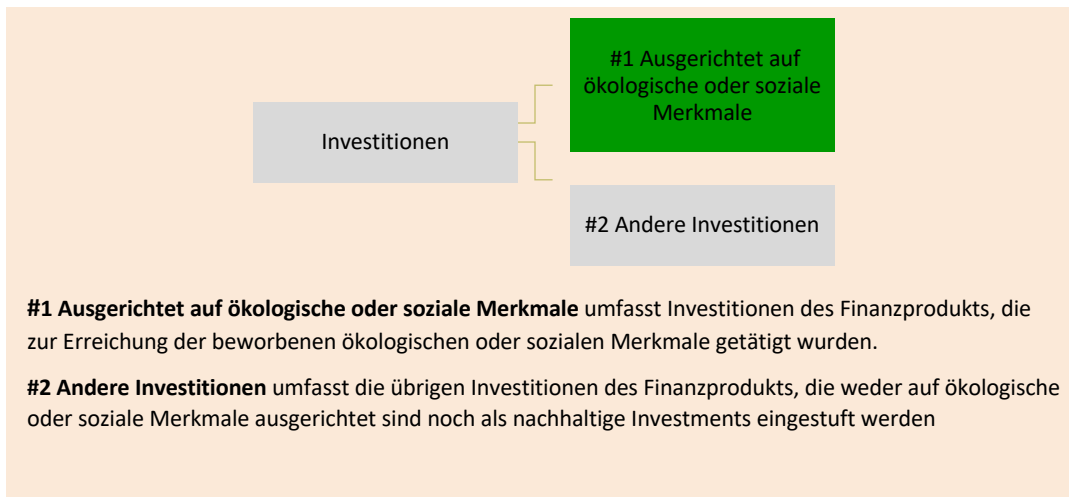 #1 Ausgerichtet auf
ökologische oder soziale
Merkmale
Investitionen
#2 Andere Investitionen
#1 Ausgerichtet auf ökologische oder soziale Merkmale umfasst Investitionen des Finanzprodukts, die
zur Erreichung der beworbenen ökologischen oder sozialen Merkmale getätigt wurden.
#2 Andere Investitionen umfasst die übrigen Investitionen des Finanzprodukts, die weder auf ökologische
oder soziale Merkmale ausgerichtet sind noch als nachhaltige Investments eingestuft werden